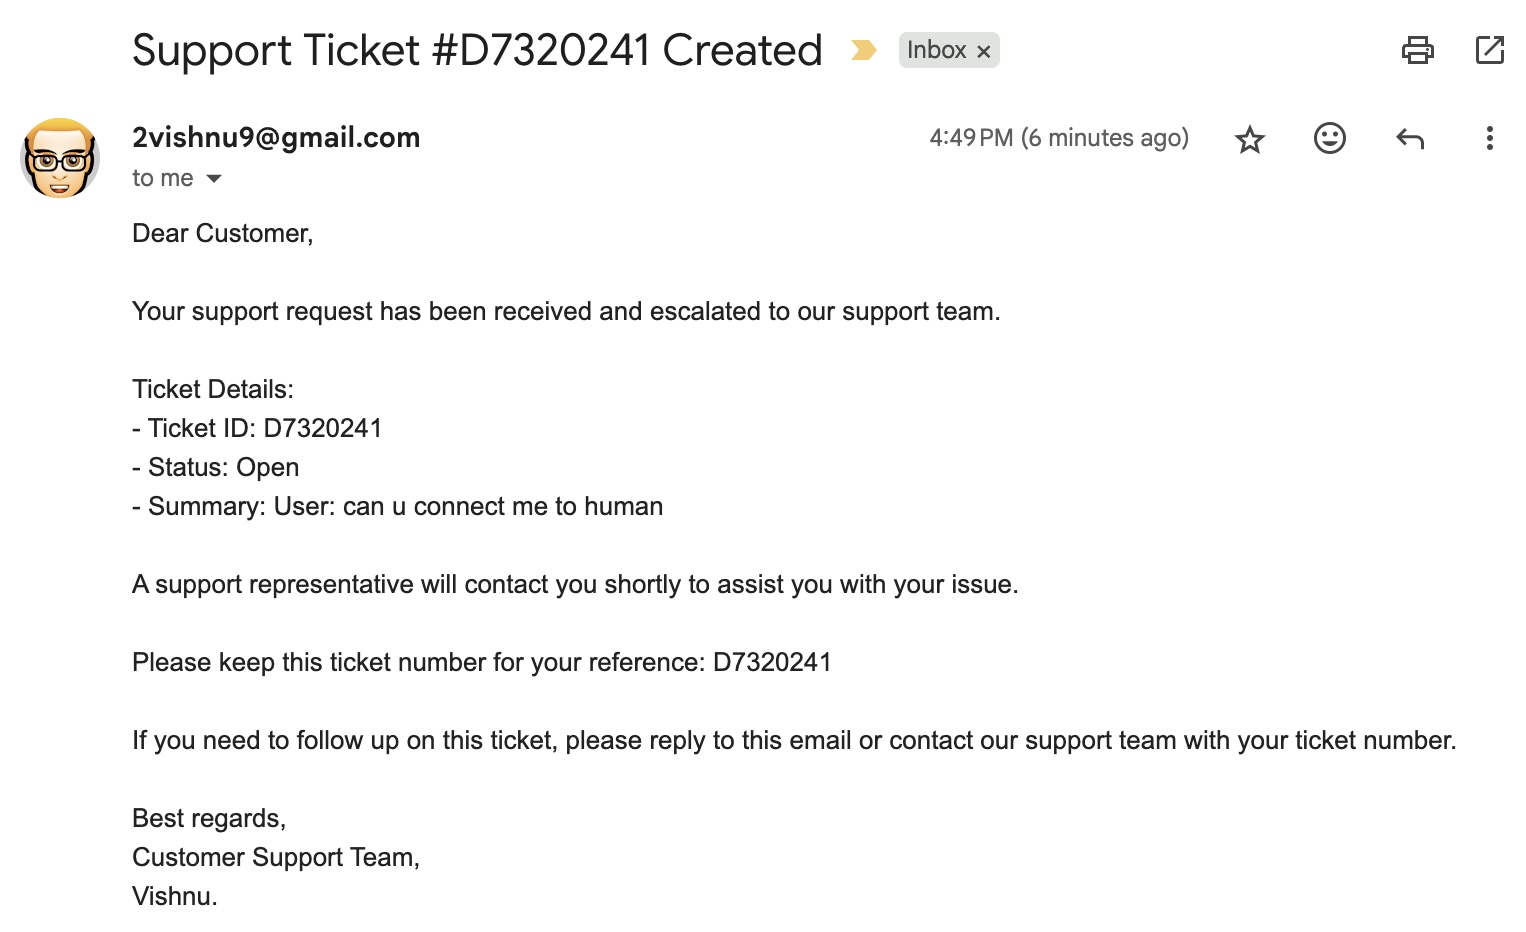 Support Ticket #D7320241 Created
Inbox ×
2vishnu9@gmail.com
4:49 PM (6 minutes ago)
to me
Dear Customer,
Your support request has been received and escalated to our support team.
Ticket Details:
- Ticket ID: D7320241
- Status: Open
- Summary: User: can u connect me to human
A support representative will contact you shortly to assist you with your issue.
Please keep this ticket number for your reference: D7320241
If you need to follow up on this ticket, please reply to this email or contact our support team with your ticket number.
Best regards,
Customer Support Team,
Vishnu.